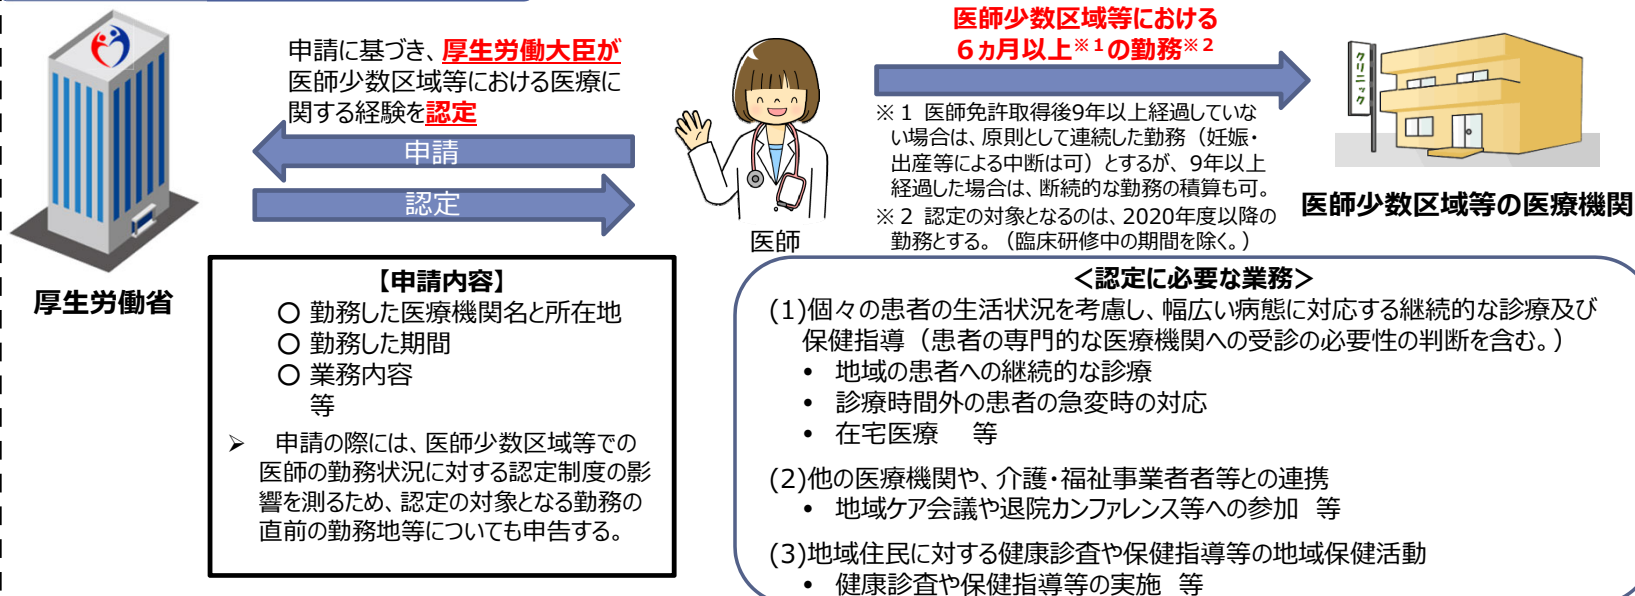 申請に基づき、厚生労働大臣が
医師少数区域等における医療に
関する経験を認定
申請
認定
厚生労働省
医師
医師少数区域等における
６ヵ月以上※１の勤務※２
※１ 医師免許取得後9年以上経過していな
い場合は、原則として連続した勤務（妊娠・
出産等による中断は可）とするが、9年以上
経過した場合は、断続的な勤務の積算も可。
※２ 認定の対象となるのは、2020年度以降の
勤務とする。（臨床研修中の期間を除く。）
クリニック
医師少数区域等の医療機関
【申請内容】
○ 勤務した医療機関名と所在地
○ 勤務した期間
○ 業務内容
等
➢ 申請の際には、医師少数区域等での
医師の勤務状況に対する認定制度の影
響を測るため、認定の対象となる勤務の
直前の勤務地等についても申告する。
＜認定に必要な業務＞
(1)個々の患者の生活状況を考慮し、幅広い病態に対応する継続的な診療及び
保健指導（患者の専門的な医療機関への受診の必要性の判断を含む。）
• 地域の患者への継続的な診療
• 診療時間外の患者の急変時の対応
• 在宅医療 等
(2)他の医療機関や、介護・福祉事業者者等との連携
• 地域ケア会議や退院カンファレンス等への参加 等
(3)地域住民に対する健康診査や保健指導等の地域保健活動
• 健康診査や保健指導等の実施 等